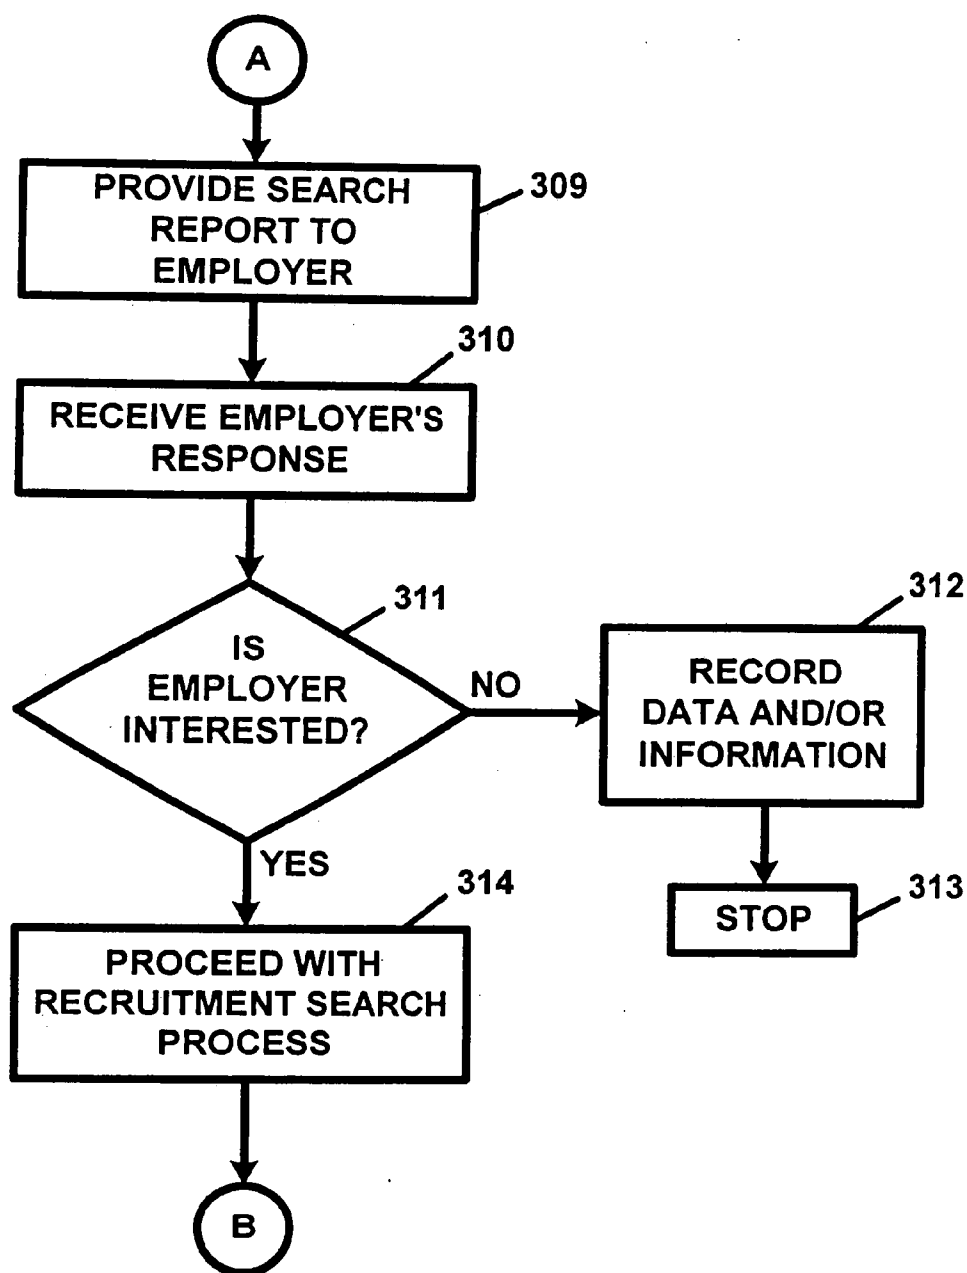 A
PROVIDE SEARCH
REPORT TO
EMPLOYER
309
310
RECEIVE EMPLOYER'S
RESPONSE
311
IS
EMPLOYER
INTERESTED?
NO
312
RECORD
DATA AND/OR
INFORMATION
YES
313
STOP
314
PROCEED WITH
RECRUITMENT SEARCH
PROCESS
B